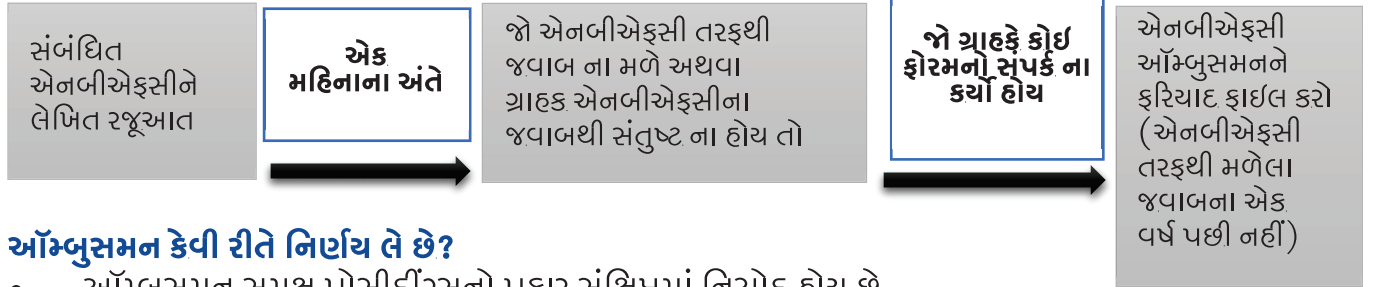 સંબંધિત
એનબીએફસીને
લેખિત રજૂઆત
એક
મહિનાના અંતે
જો એનબીએફસી તરફથી
જવાબ ના મળે અથવા
ગ્રાહક એનબીએફસીના
જવાબથી સંતુષ્ટ ના હોય તો
જો ગ્રાહકે કોઇ
ફોરમનો સંપર્ક ના
કર્યો હોય
એનબીએફસી
ઑમ્બુસમનને
ફરિયાદ ફાઈલ કરો
(એનબીએફસી
તરફથી મળેલા
જવાબના એક
વર્ષ પછી નહીં)
ઑમ્બુસમન કેવી રીતે નિર્ણય લે છે?